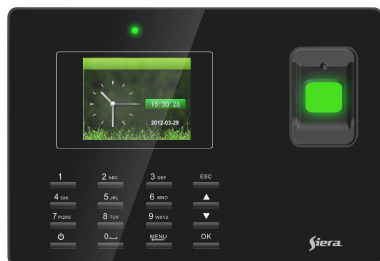 15:30:28
2012-03-29
1 2 ABC 3 DEF ESC
4 GHI 5 JKL 6 MNO ▲
7 PQRS 8 TUV 9 WXYZ ▼
0 MENU OK
Siera